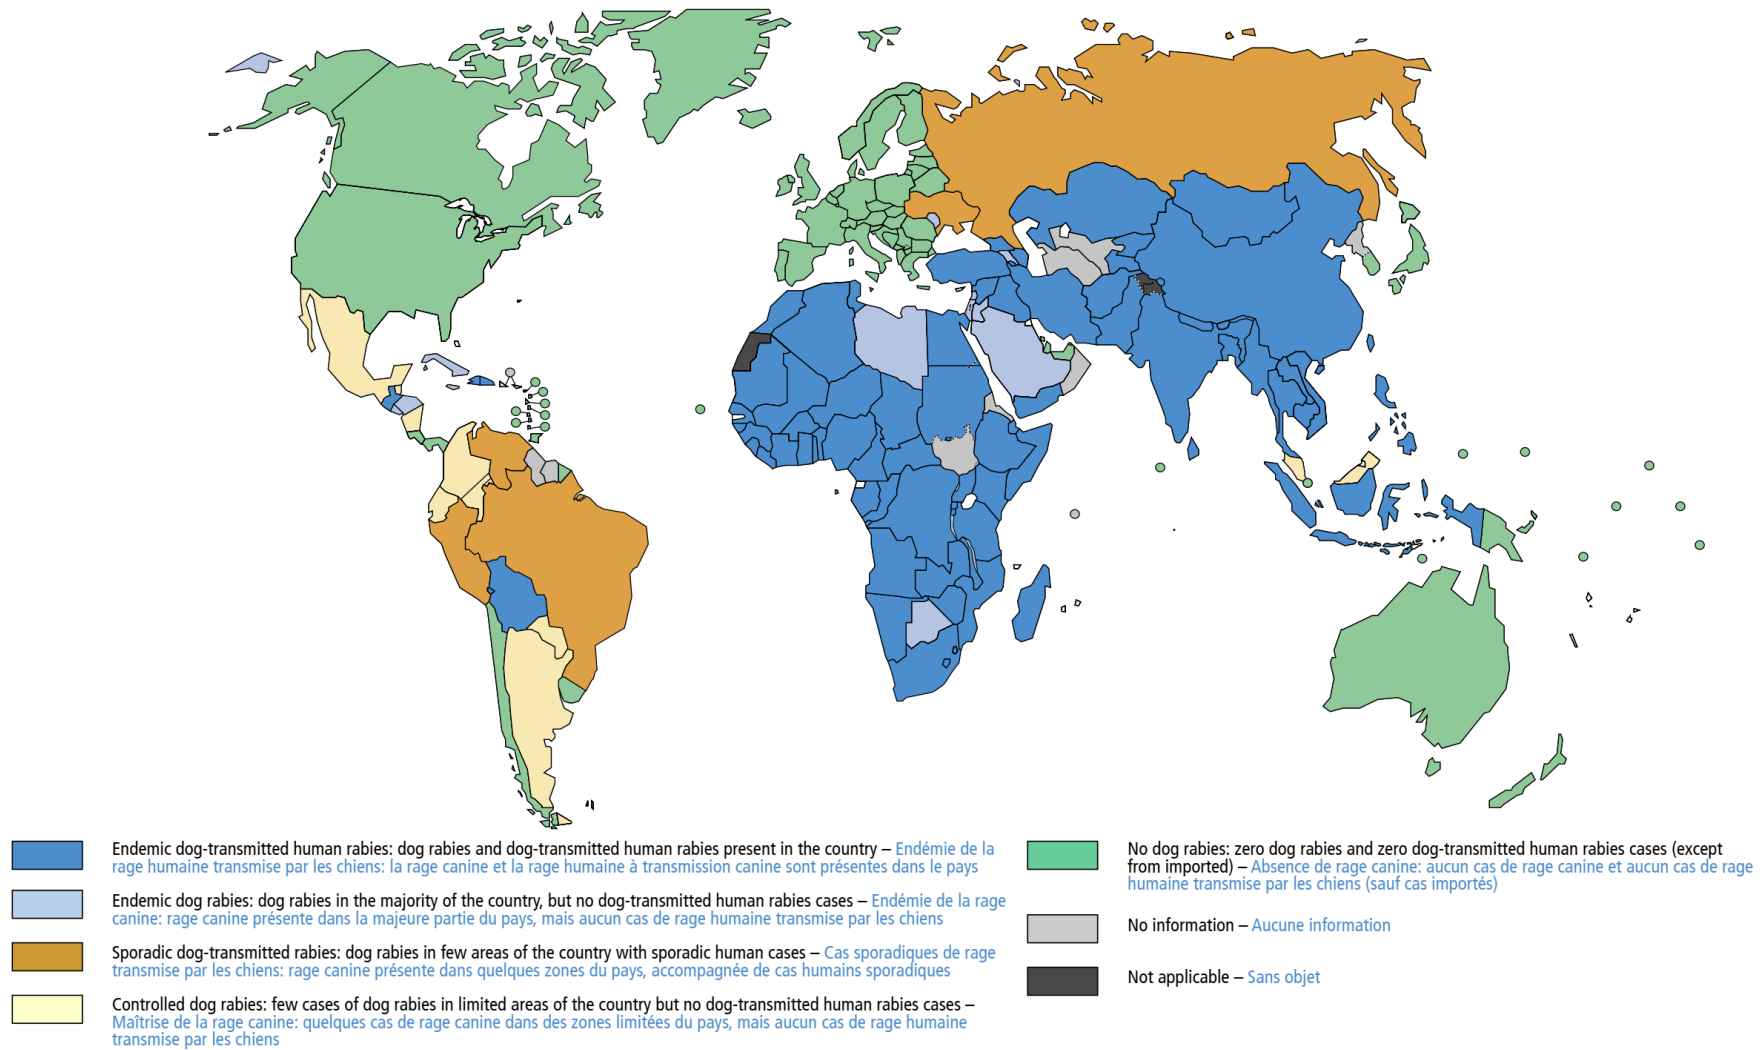 Endemic dog-transmitted human rabies: dog rabies and dog-transmitted human rabies present in the country – Endémie de la
rage humaine transmise par les chiens: la rage canine et la rage humaine à transmission canine sont présentes dans le pays
Endemic dog rabies: dog rabies in the majority of the country, but no dog-transmitted human rabies cases – Endémie de la rage
canine: rage canine présente dans la majeure partie du pays, mais aucun cas de rage humaine transmise par les chiens
Sporadic dog-transmitted rabies: dog rabies in few areas of the country with sporadic human cases – Cas sporadiques de rage
transmise par les chiens: rage canine présente dans quelques zones du pays, accompagnée de cas humains sporadiques
Controlled dog rabies: few cases of dog rabies in limited areas of the country but no dog-transmitted human rabies cases –
Maîtrise de la rage canine: quelques cas de rage canine dans des zones limitées du pays, mais aucun cas de rage humaine
transmise par les chiens
No dog rabies: zero dog rabies and zero dog-transmitted human rabies cases (except
from imported) – Absence de rage canine: aucun cas de rage canine et aucun cas de rage
humaine transmise par les chiens (sauf cas importés)
No information – Aucune information
Not applicable – Sans objet